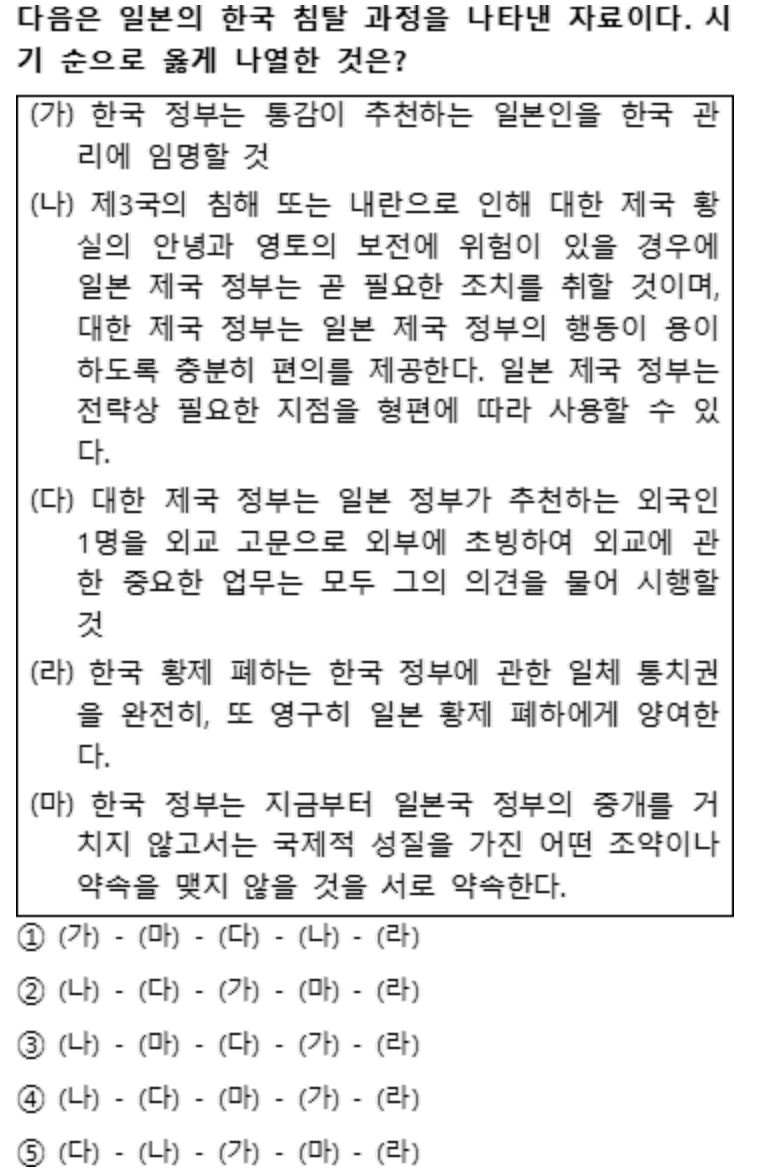 다음은 일본의 한국 침탈 과정을 나타낸 자료이다. 시
기 순으로 옳게 나열한 것은?
(가) 한국 정부는 통감이 추천하는 일본인을 한국 관
리에 임명할 것
(나) 제3국의 침해 또는 내란으로 인해 대한 제국 황
실의 안녕과 영토의 보전에 위험이 있을 경우에
일본 제국 정부는 곧 필요한 조치를 취할 것이며,
대한 제국 정부는 일본 제국 정부의 행동이 용이
하도록 충분히 편의를 제공한다. 일본 제국 정부는
전략상 필요한 지점을 형편에 따라 사용할 수 있
다.
(다) 대한 제국 정부는 일본 정부가 추천하는 외국인
1명을 외교 고문으로 외부에 초빙하여 외교에 관
한 중요한 업무는 모두 그의 의견을 물어 시행할
것
(라) 한국 황제 폐하는 한국 정부에 관한 일체 통치권
을 완전히, 또 영구히 일본 황제 폐하에게 양여한
다.
(마) 한국 정부는 지금부터 일본국 정부의 중개를 거
치지 않고서는 국제적 성질을 가진 어떤 조약이나
약속을 맺지 않을 것을 서로 약속한다.
① (가) - (마) - (다) - (나) - (라)
② (나) - (다) - (가) - (마) - (라)
③ (나) - (마) - (다) - (가) - (라)
④ (나) - (다) - (마) - (가) - (라)
⑤ (다) - (나) - (가) - (마) - (라)